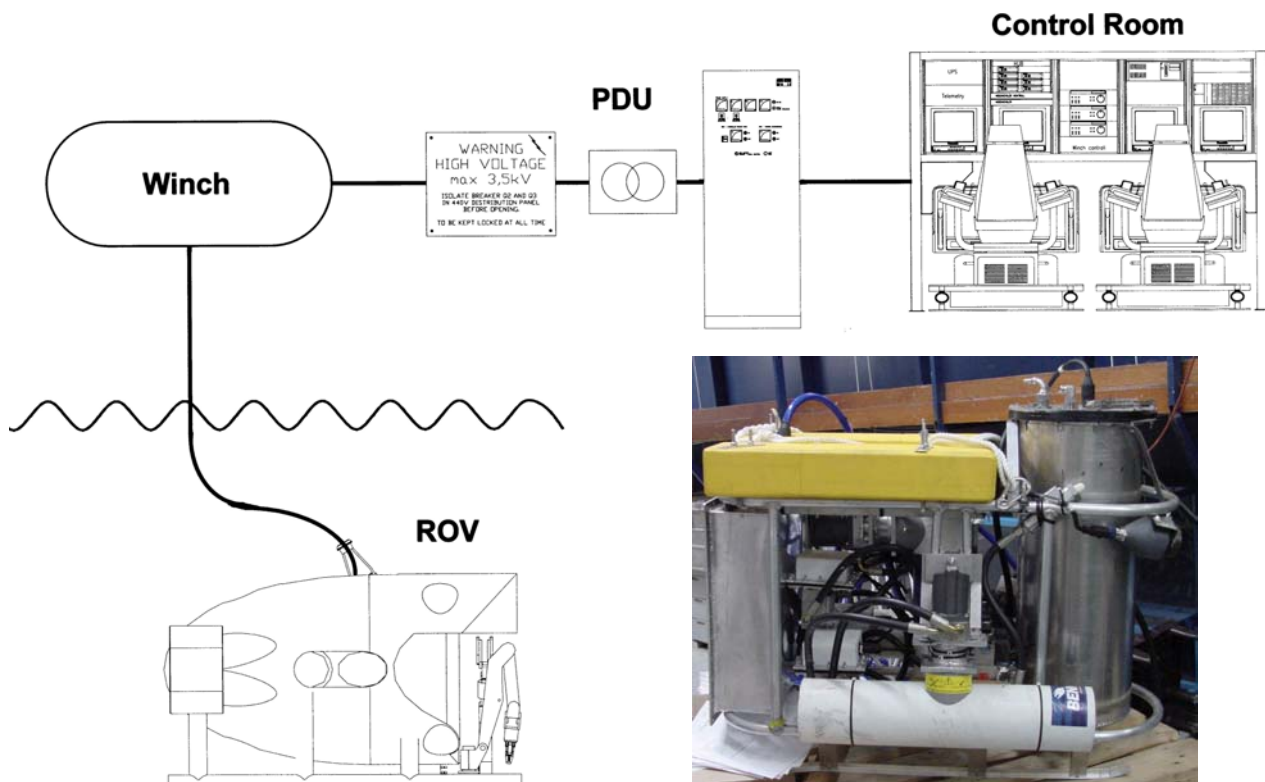 Control Room
PDU
UPS
Telemetry
Winch control
WARNING
HIGH VOLTAGE
max 3,5kV
ISOLATE BREAKER Q2 AND Q3
IN 440V DISTRIBUTION PANEL
BEFORE OPENING.
TO BE KEPT LOCKED AT ALL TIME
Winch
ROV